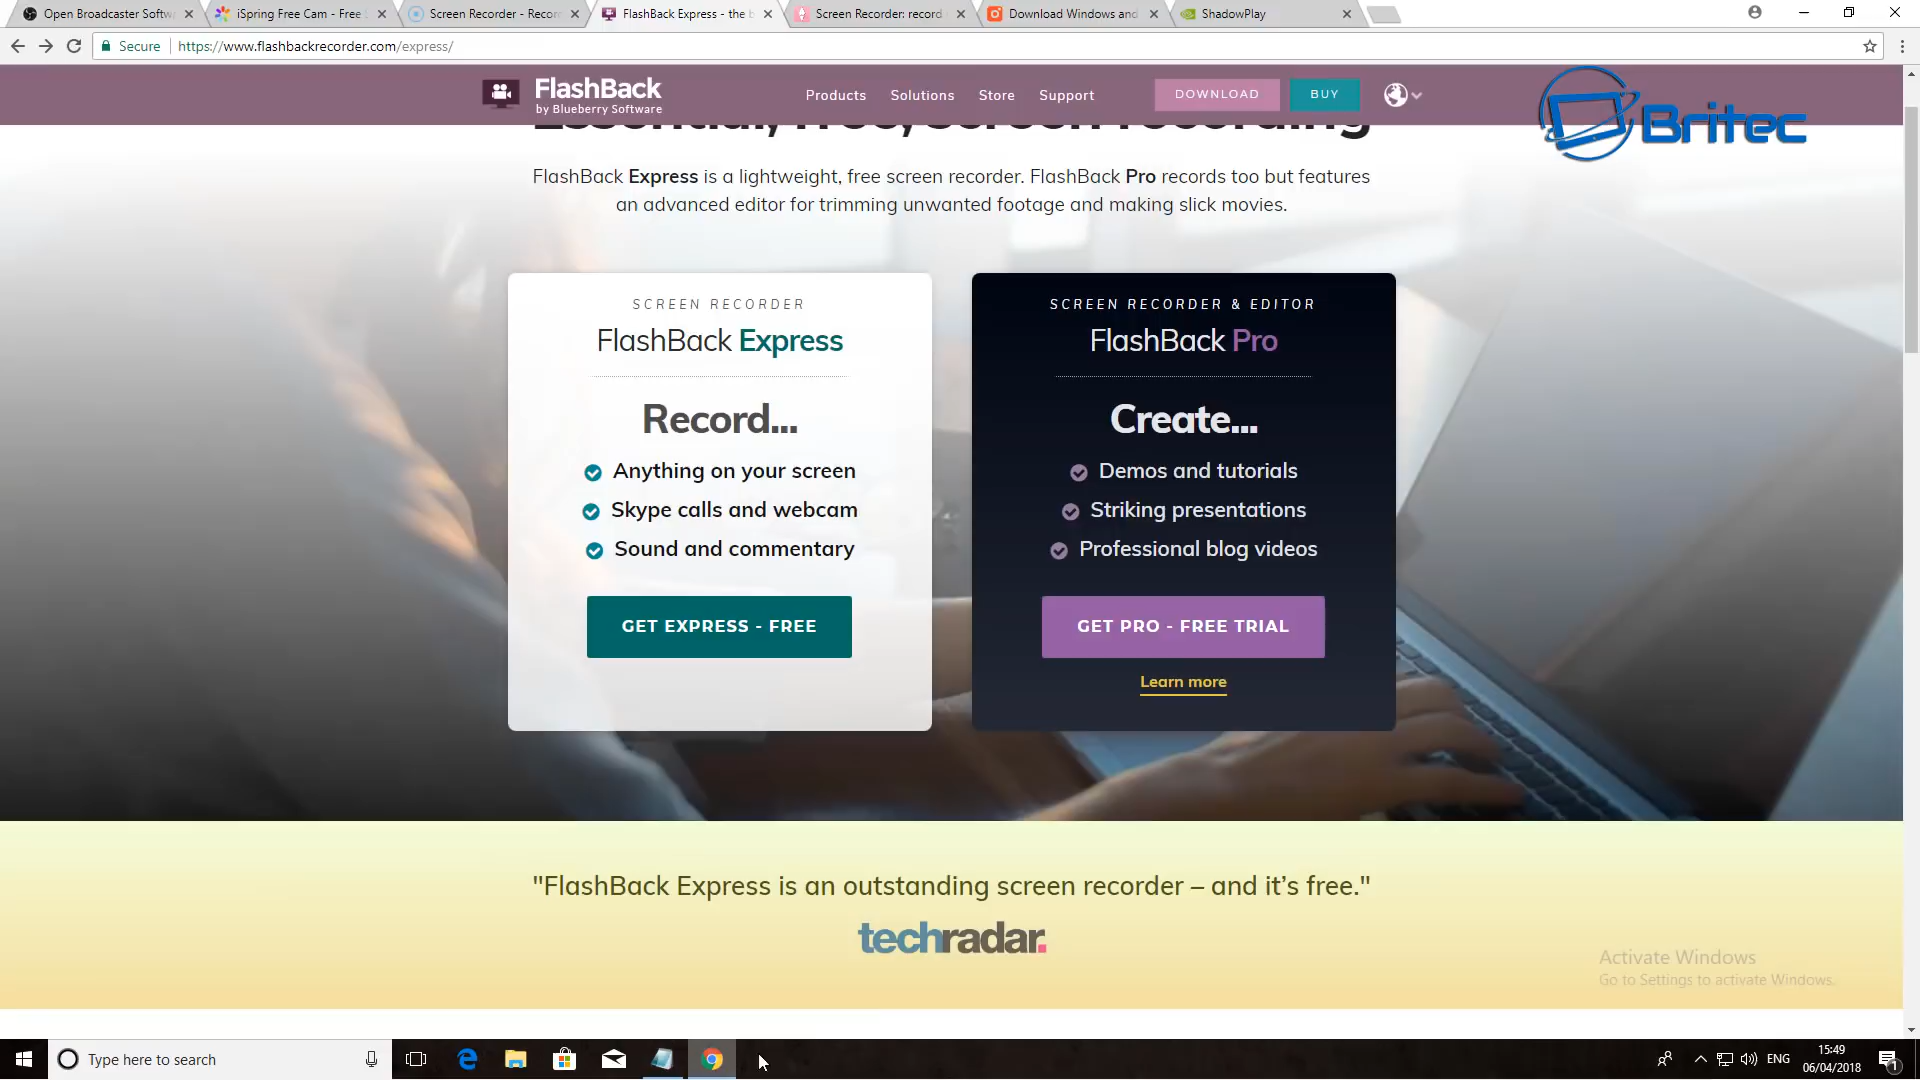 Open Broadcaster Softw
iSpring Free Cam - Free S
Screen Recorder - Recor
FlashBack Express - the b
Screen Recorder: record
Download Windows and
ShadowPlay
Secure
https://www.flashbackrecorder.com/express/
FlashBack
by Blueberry Software
Products
Solutions
Store
Support
DOWNLOAD
BUY
Britec
Essential, free, screen recording
FlashBack Express is a lightweight, free screen recorder. FlashBack Pro records too but features
an advanced editor for trimming unwanted footage and making slick movies.
SCREEN RECORDER
FlashBack Express
Record...
Anything on your screen
Skype calls and webcam
Sound and commentary
GET EXPRESS - FREE
SCREEN RECORDER & EDITOR
FlashBack Pro
Create...
Demos and tutorials
Striking presentations
Professional blog videos
GET PRO - FREE TRIAL
Learn more
"FlashBack Express is an outstanding screen recorder – and it's free."
techradar.
Activate Windows
Go to Settings to activate Windows.
Type here to search
ENG
15:49
06/04/2018
1